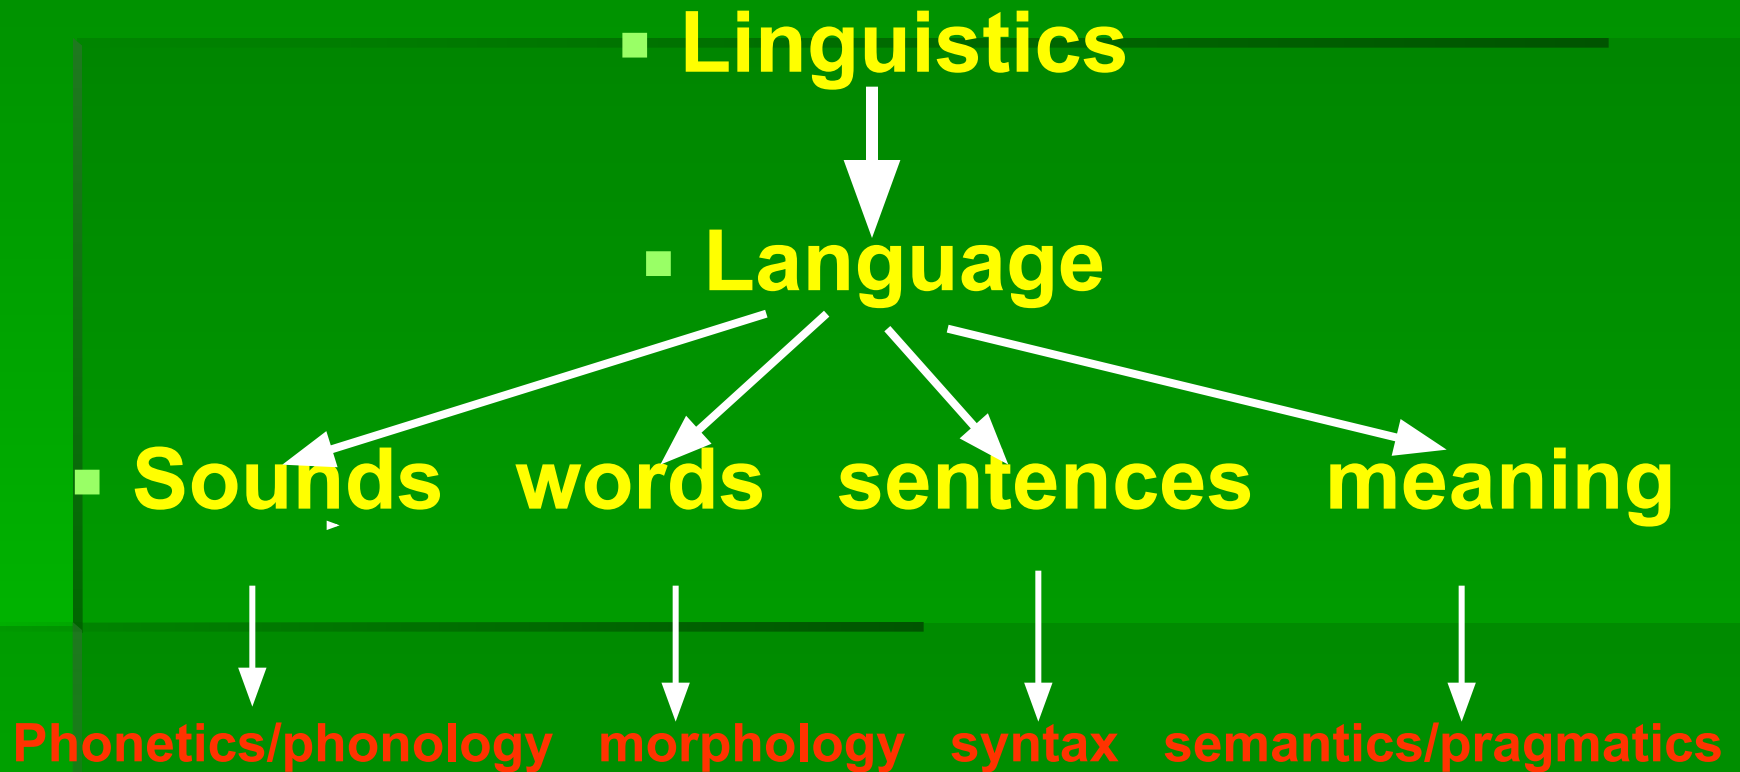 Linguistics
Language
Sounds words sentences meaning
Phonetics/phonology morphology syntax semantics/pragmatics